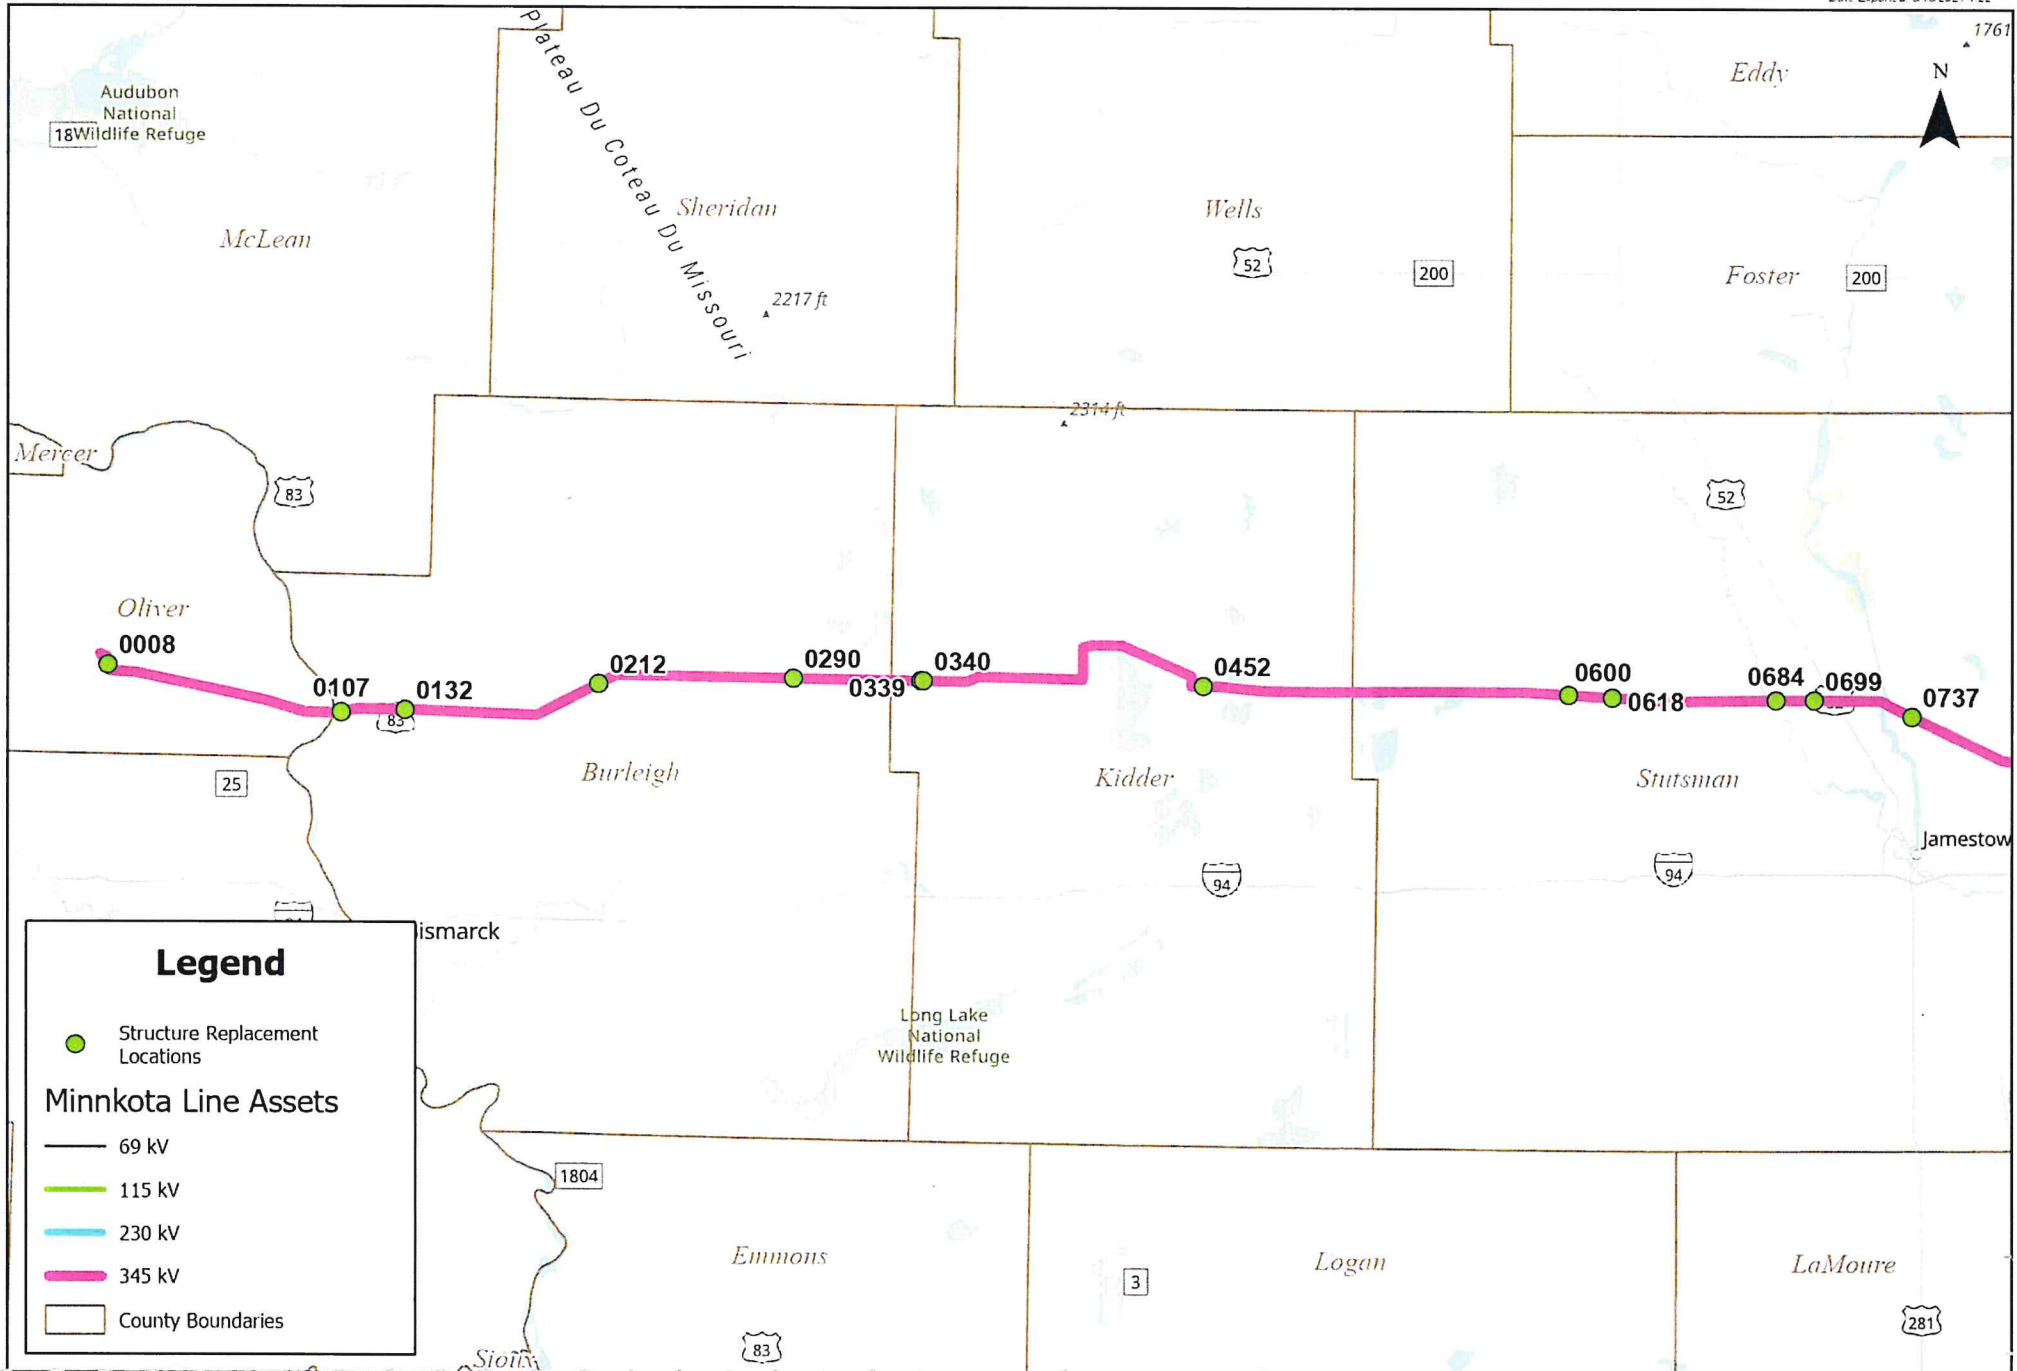 1761
N
Eddy
Audubon
National
Wildlife Refuge
18
Plateau Du Coteau Du Missouri
Sheridan
Wells
McLean
52
200
Foster
200
2217 ft
2314 ft
Mercer
83
52
Oliver
0008
0107
0132
83
0212
0290
0339
0340
0452
0600
0618
0684
0699
0737
25
Burleigh
Kidder
Stutsman
Jamestow
94
94
ismarck
Long Lake
National
Wildlife Refuge
Legend
Structure Replacement
Locations
Minnkota Line Assets
69 kV
115 kV
230 kV
345 kV
County Boundaries
1804
Emmons
3
Logan
LaMoure
281
83
Sioux